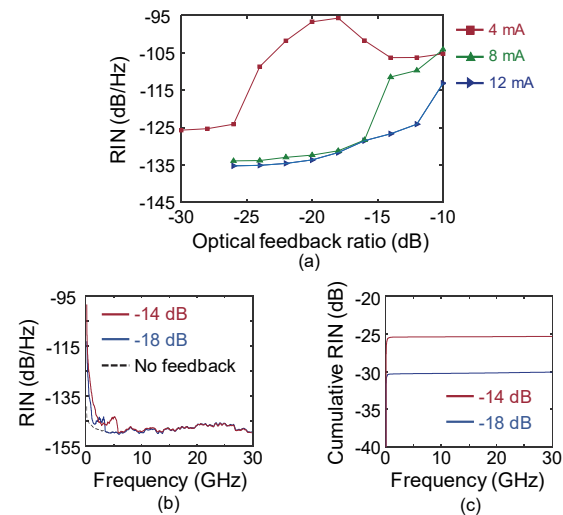 -95
-105
-115
-125
-135
-145
RIN (dB/Hz)
-30 -25 -20 -15 -10
Optical feedback ratio (dB)
(a)
4 mA
8 mA
12 mA
-95
-115
-135
-155
RIN (dB/Hz)
-14 dB
-18 dB
No feedback
0 10 20 30
Frequency (GHz)
(b)
-20
-25
-30
-35
-40
Cumulative RIN (dB)
-14 dB
-18 dB
0 10 20 30
Frequency (GHz)
(c)